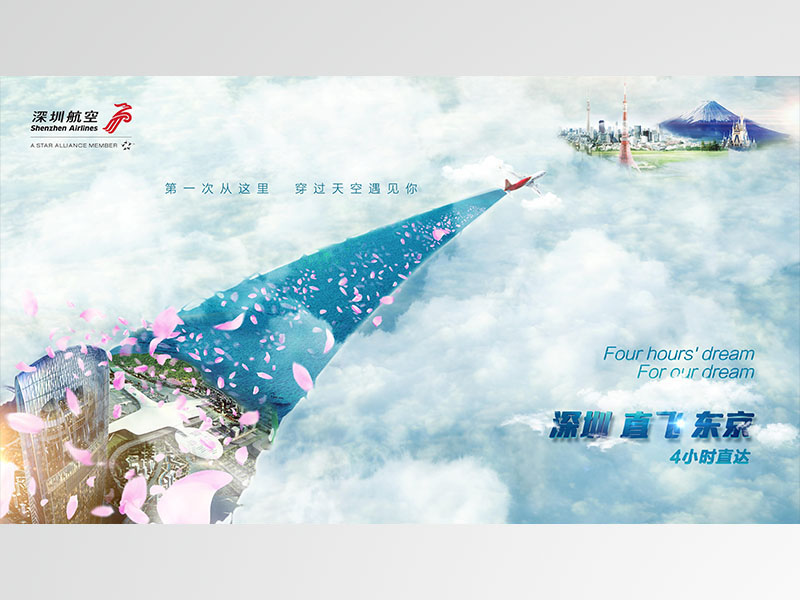 深圳航空
Shenzhen Airlines
A STAR ALLIANCE MEMBER
第一次从这里 穿过天空遇见你
Four hours' dream
For our dream
深圳 直飞 东京
4小时直达